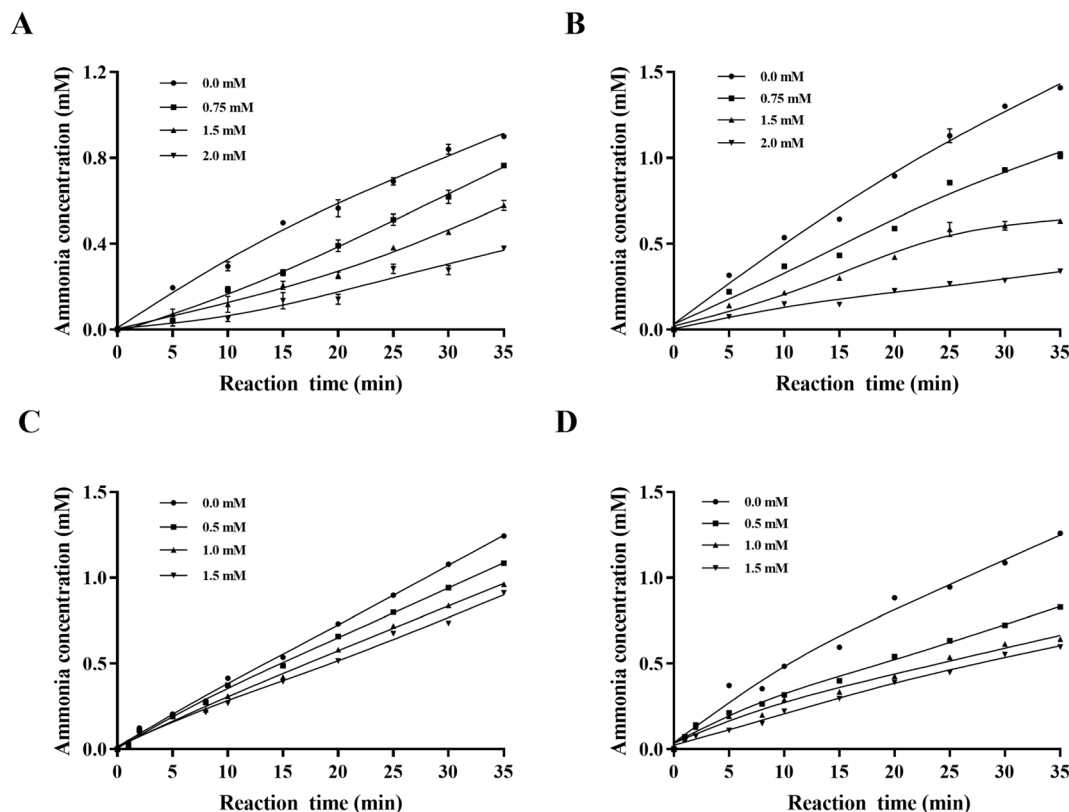 A
Ammonia concentration (mM)
1.2
0.8
0.4
0.0
0.0 mM
0.75 mM
1.5 mM
2.0 mM
0 5 10 15 20 25 30 35
Reaction time (min)
B
Ammonia concentration (mM)
1.5
1.0
0.5
0.0
0.0 mM
0.75 mM
1.5 mM
2.0 mM
0 5 10 15 20 25 30 35
Reaction time (min)
C
Ammonia concentration (mM)
1.5
1.0
0.5
0.0
0.0 mM
0.5 mM
1.0 mM
1.5 mM
0 5 10 15 20 25 30 35
Reaction time (min)
D
Ammonia concentration (mM)
1.5
1.0
0.5
0.0
0.0 mM
0.5 mM
1.0 mM
1.5 mM
0 5 10 15 20 25 30 35
Reaction time (min)